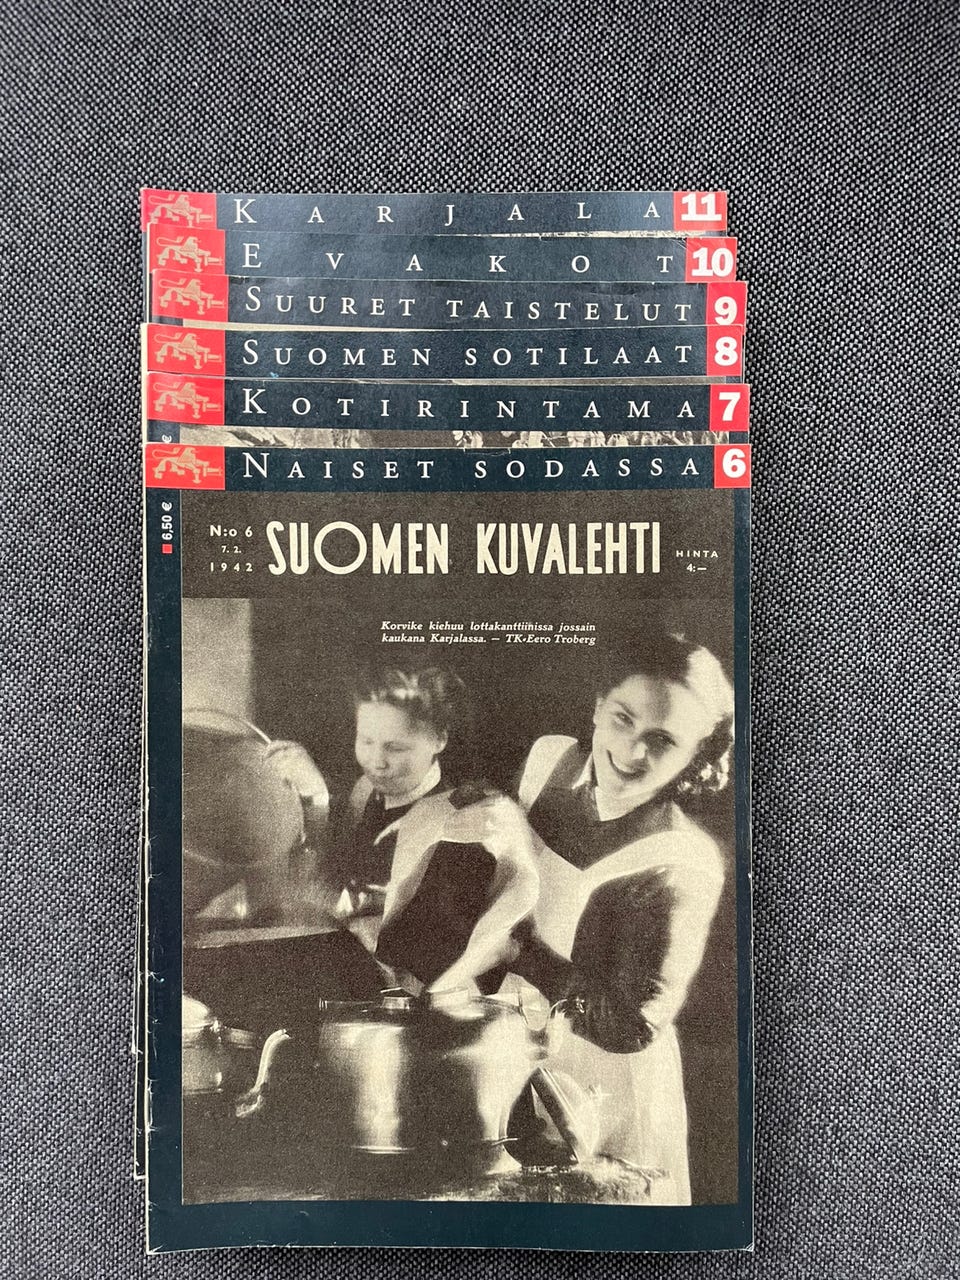 KARJALA 11
EVAKOT 10
SUURET TAISTELUT 9
SUOMEN SOTILAAT 8
KOTIRINTAMA 7
€
NAISET SODASSA 6
6,50 €
N:o 6
7. 2.
1942
SUOMEN KUVALEHTI
HINTA
4:—
Korvike kiehuu lottakanttiinissa jossain
kaukana Karjalassa. — TK-Eero Troberg